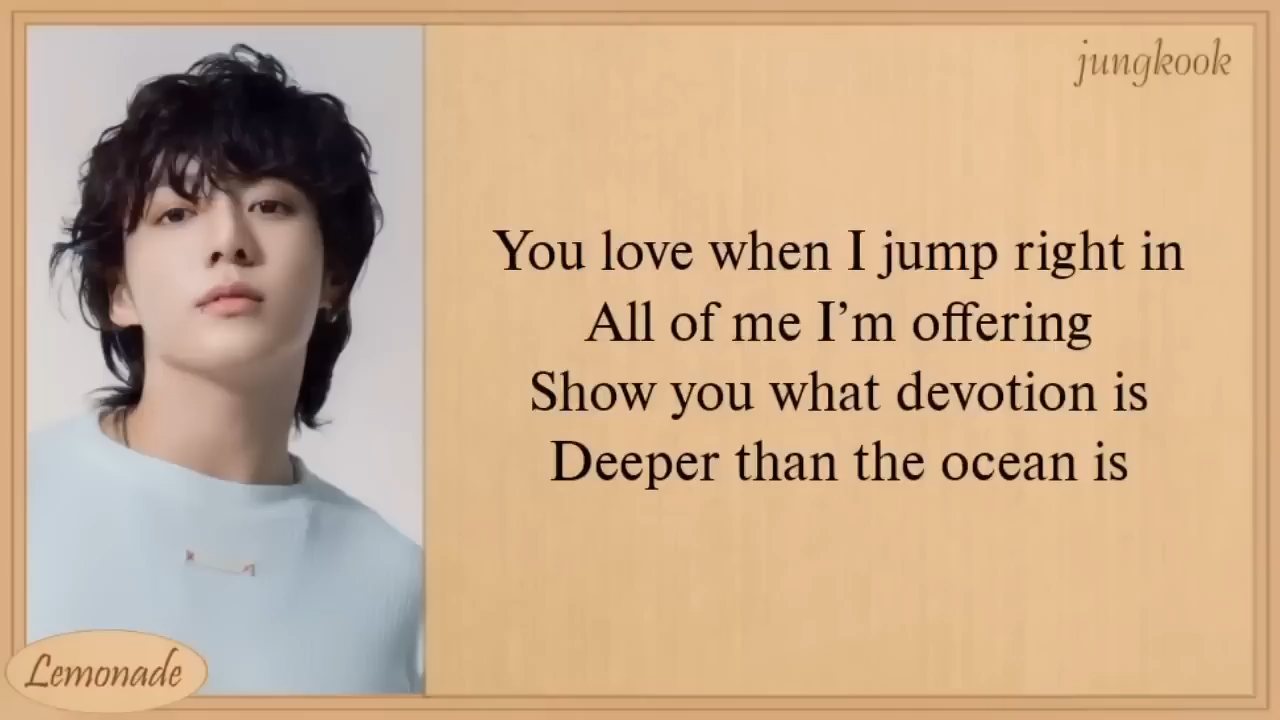 jungkook
You love when I jump right in
All of me I’m offering
Show you what devotion is
Deeper than the ocean is
Lemonade